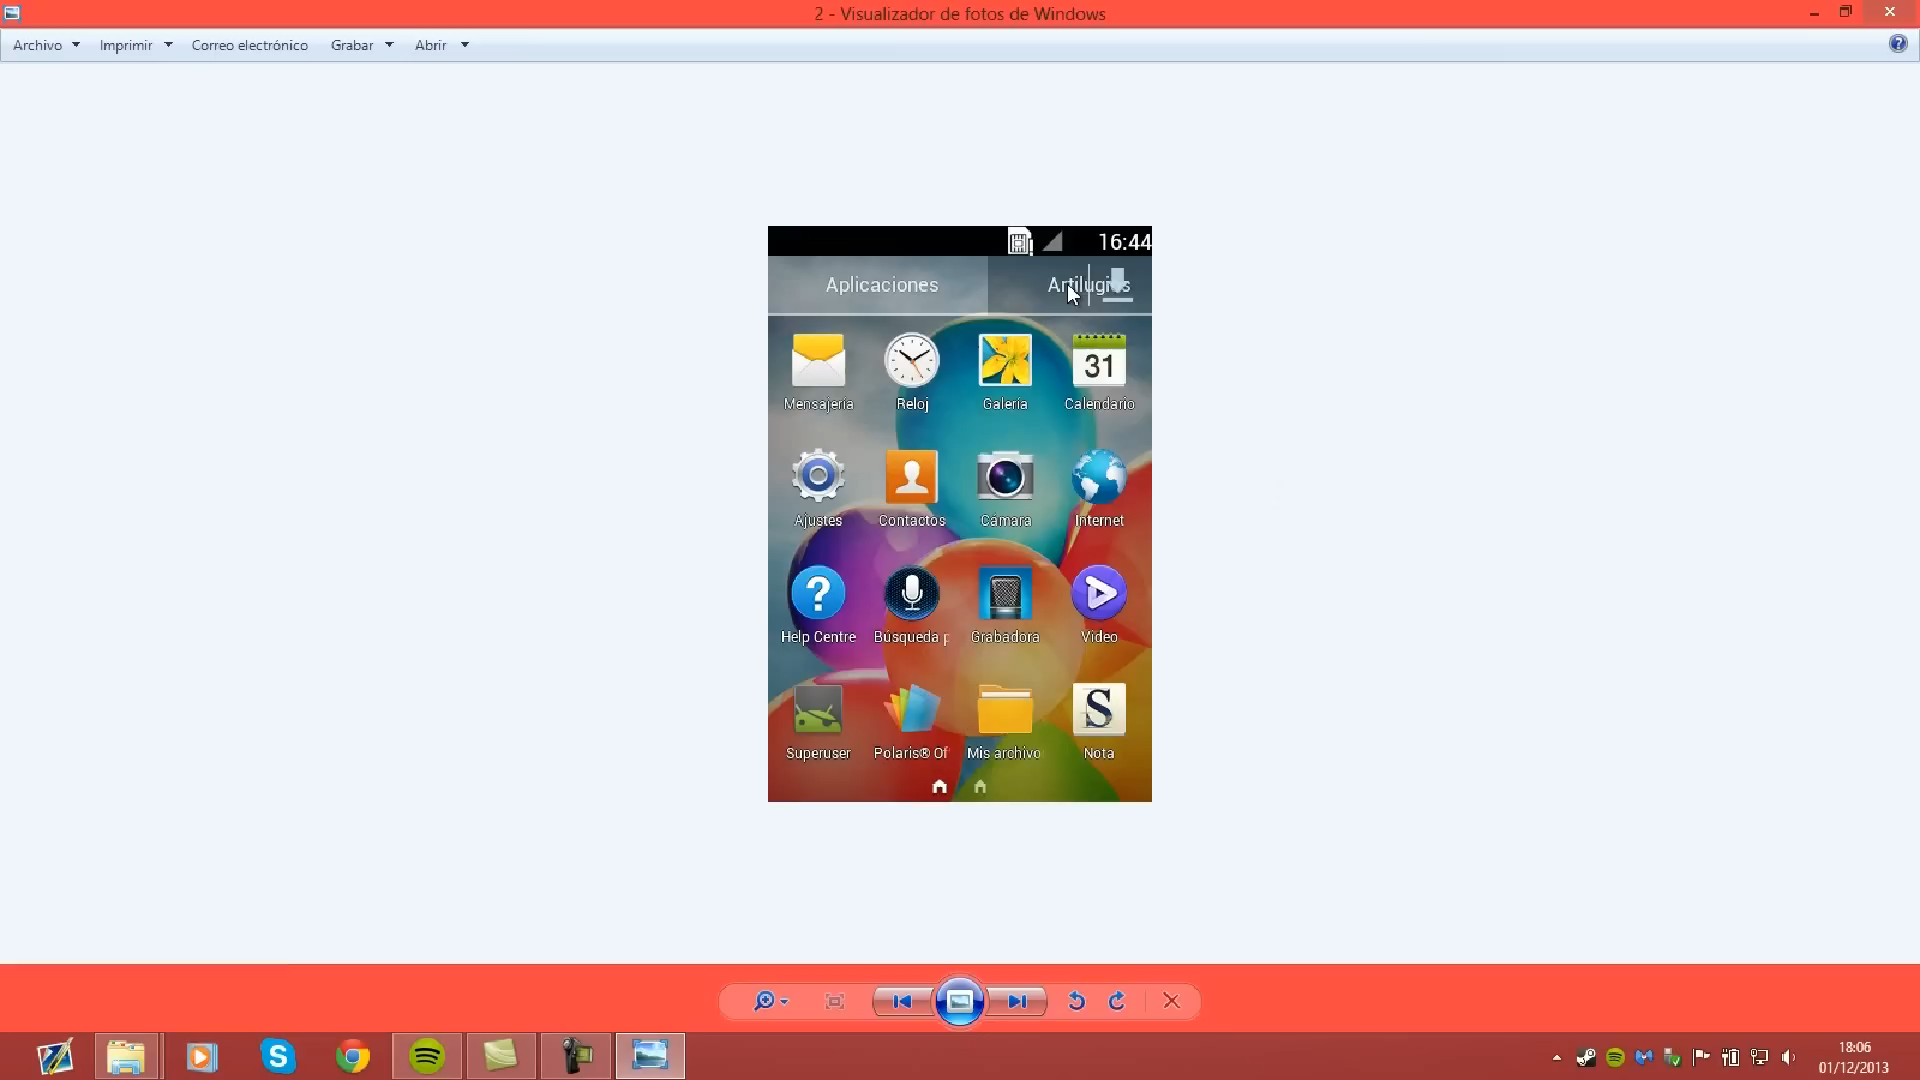 2 - Visualizador de fotos de Windows
Archivo Imprimir Correo electrónico Grabar Abrir
16:44
Aplicaciones Artilugios
Mensajería Reloj Galería Calendario
31
Ajustes Contactos Cámara Internet
Help Centre Búsqueda p Grabadora Video
Superuser Polaris® Of Mis archivo Nota
18:06
01/12/2013